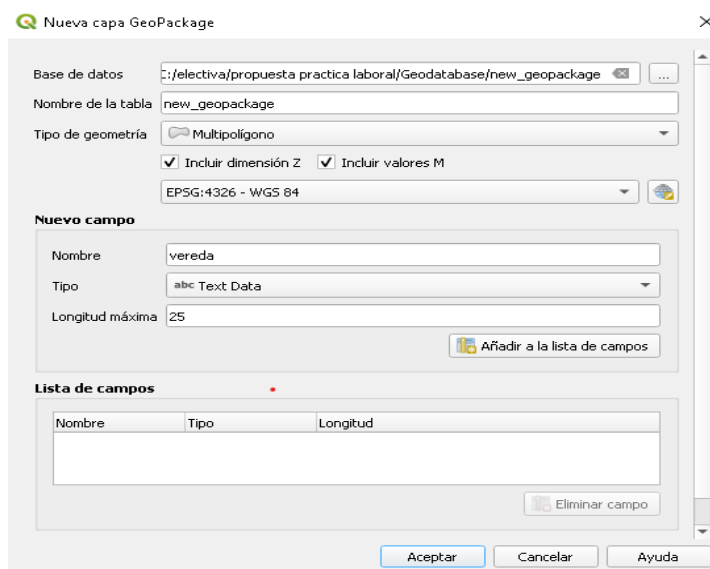 Nueva capa GeoPackage
Base de datos
C:/electiva/propuesta practica laboral/Geodatabase/new_geopackage
...
Nombre de la tabla
new_geopackage
Tipo de geometría
Multipolígono
Incluir dimensión Z
Incluir valores M
EPSG:4326 - WGS 84
Nuevo campo
Nombre
vereda
Tipo
abc Text Data
Longitud máxima
25
Añadir a la lista de campos
Lista de campos
Nombre Tipo Longitud
Eliminar campo
Aceptar Cancelar Ayuda